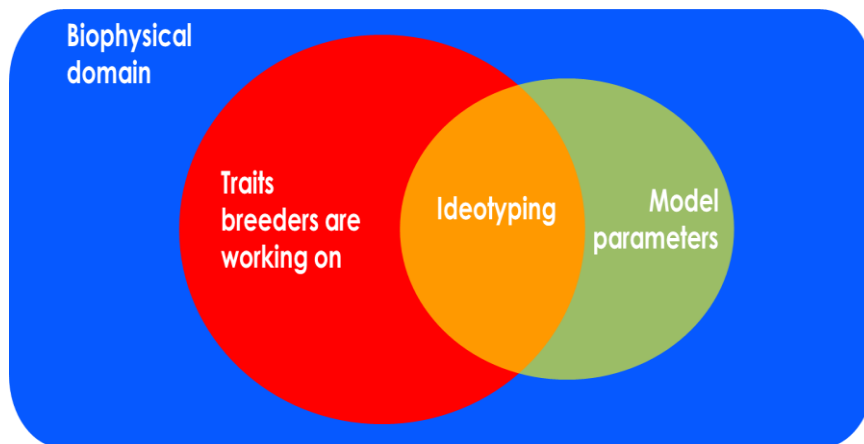 Biophysical
domain
Traits
breeders are
working on
Ideotyping
Model
parameters